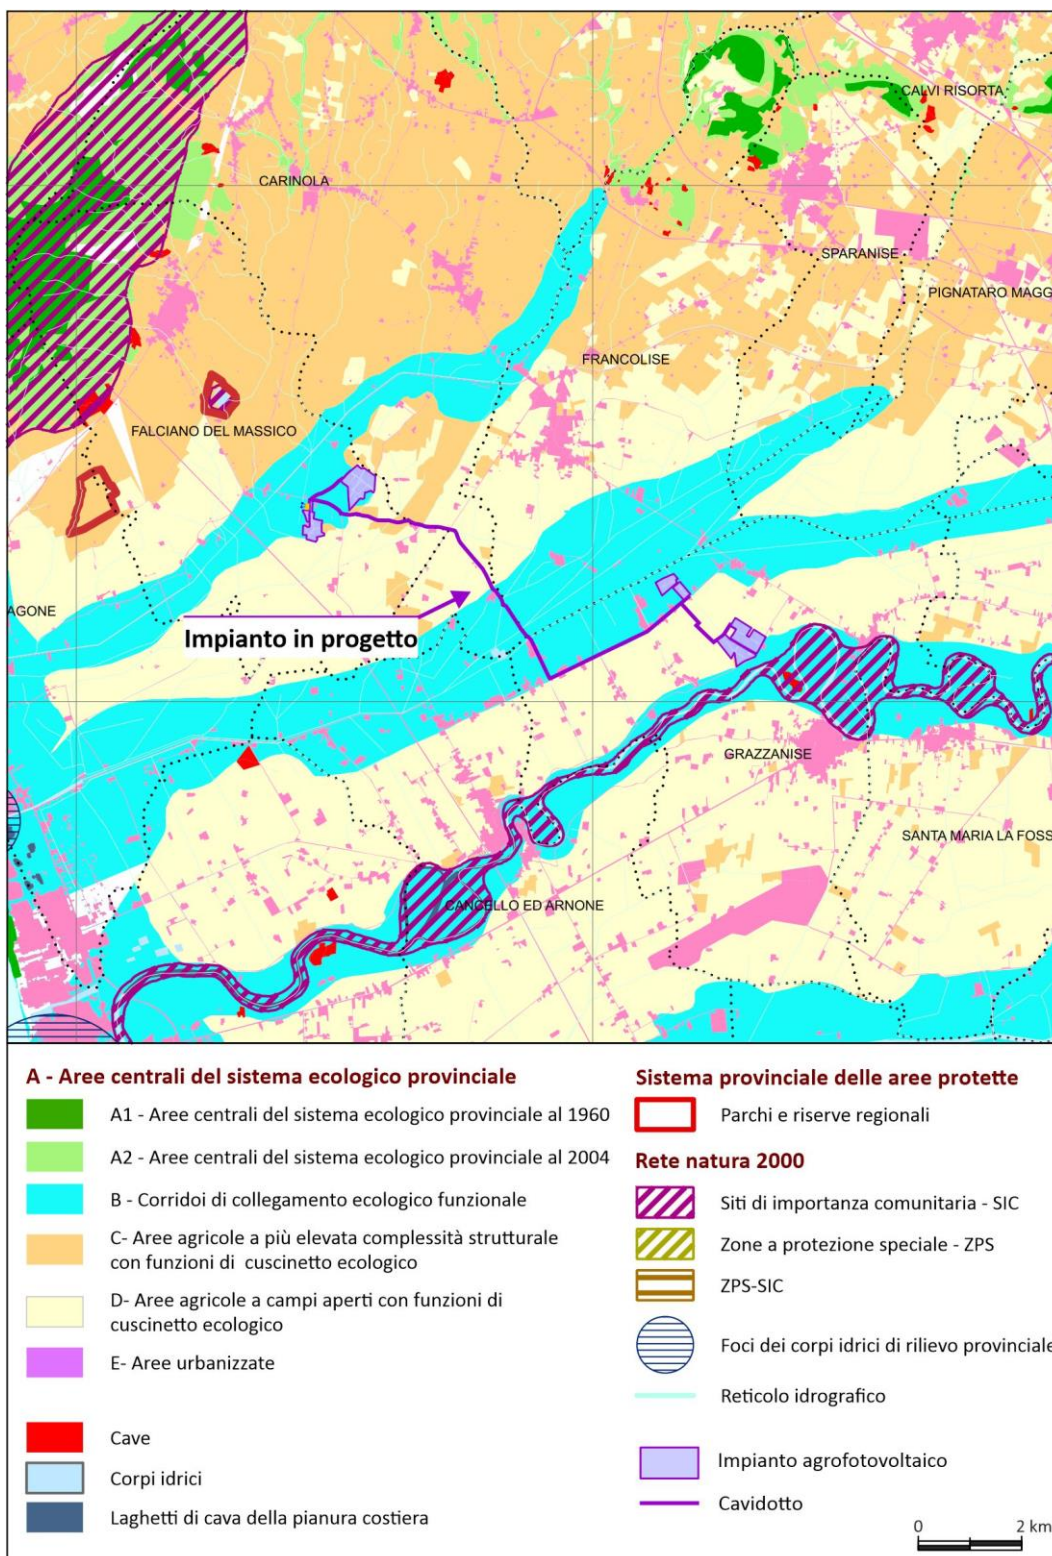 CALVI RISORTA
CARINOLA
SPARANISE
PIGNATARO MAGG
FRANCOLISE
FALCIANO DEL MASSICO
AGONE
Impianto in progetto
GRAZZANISE
SANTA MARIA LA FOSS
CANCELLO ED ARNONE
A - Aree centrali del sistema ecologico provinciale
A1 - Aree centrali del sistema ecologico provinciale al 1960
A2 - Aree centrali del sistema ecologico provinciale al 2004
B - Corridoi di collegamento ecologico funzionale
C- Aree agricole a più elevata complessità strutturale
con funzioni di cuscinetto ecologico
D- Aree agricole a campi aperti con funzioni di
cuscinetto ecologico
E- Aree urbanizzate
Cave
Corpi idrici
Laghetti di cava della pianura costiera
Sistema provinciale delle aree protette
Parchi e riserve regionali
Rete natura 2000
Siti di importanza comunitaria - SIC
Zone a protezione speciale - ZPS
ZPS-SIC
Foci dei corpi idrici di rilievo provinciale
Reticolo idrografico
Impianto agrofotovoltaico
Cavidotto
0 2 km